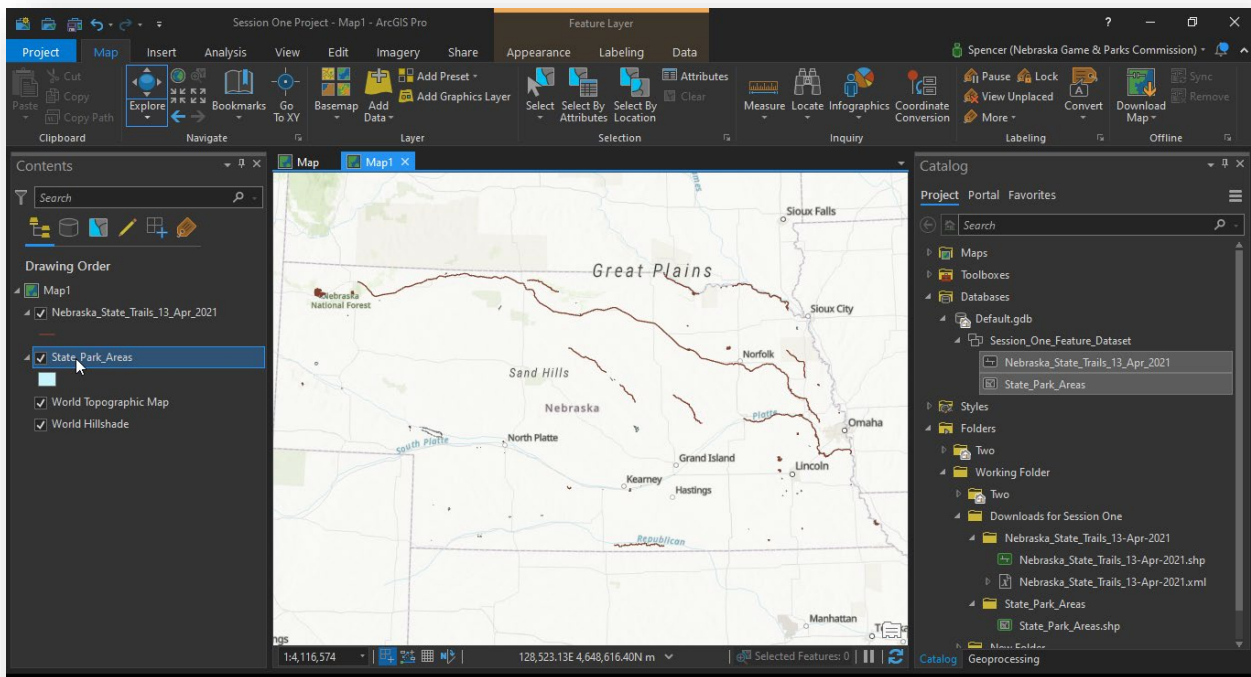 Session One Project - Map1 - ArcGIS Pro
Feature Layer
?
Project Map Insert Analysis View Edit Imagery Share Appearance Labeling Data
Spencer (Nebraska Game & Parks Commission)
Paste
Cut
Copy
Copy Path
Clipboard
Explore
Bookmarks
Go To XY
Navigate
Basemap
Add Data
Add Preset
Add Graphics Layer
Layer
Select
Select By Attributes
Select By Location
Attributes
Clear
Selection
Measure
Locate
Infographics
Coordinate Conversion
Inquiry
Pause
Lock
View Unplaced
More
Convert
Labeling
Download Map
Sync
Remove
Offline
Contents
Search
Drawing Order
Map1
Nebraska_State_Trails_13_Apr_2021
State_Park_Areas
World Topographic Map
World Hillshade
Map
Map1
Sioux Falls
Great Plains
Nebraska National Forest
Sioux City
Norfolk
Sand Hills
Nebraska
Platte
Omaha
South Platte
North Platte
Grand Island
Lincoln
Kearney
Hastings
Republican
Manhattan
ngs
1:4,116,574
128,523.13E 4,648,616.40N m
Selected Features: 0
Catalog
Project Portal Favorites
Search
Maps
Toolboxes
Databases
Default.gdb
Session_One_Feature_Dataset
Nebraska_State_Trails_13_Apr_2021
State_Park_Areas
Styles
Folders
Two
Working Folder
Two
Downloads for Session One
Nebraska_State_Trails_13-Apr-2021
Nebraska_State_Trails_13-Apr-2021.shp
Nebraska_State_Trails_13-Apr-2021.xml
State_Park_Areas
State_Park_Areas.shp
New Folder
Catalog Geoprocessing